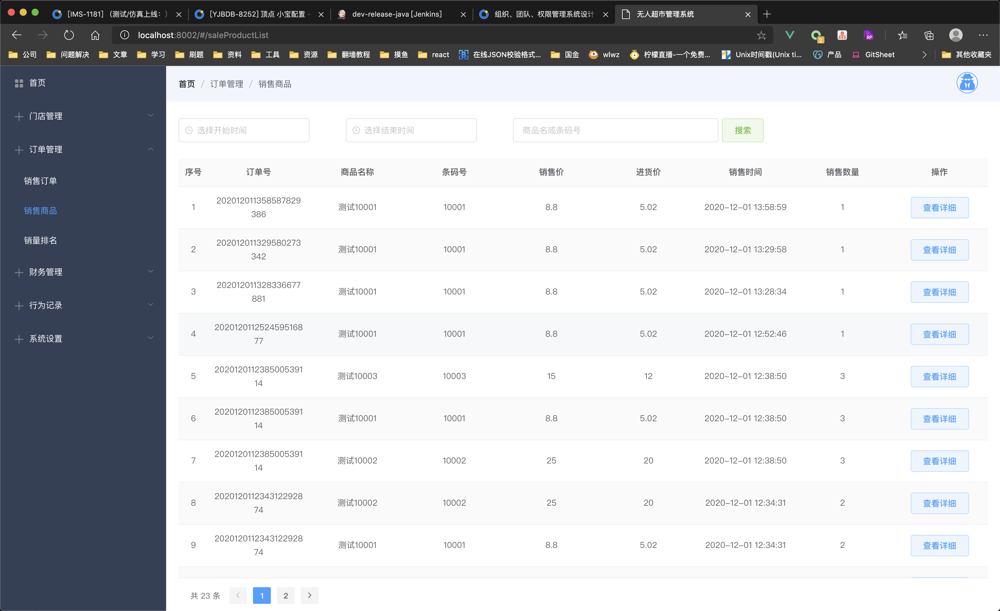 [IMS-1181] （测试/仿真上线：）
[YJBDB-8252] 顶点 小宝配置 -
dev-release-java [Jenkins]
组织、团队、权限管理系统设计
无人超市管理系统
localhost:8002/#/saleProductList
2
RP
公司
问题解决
文章
学习
刷题
资料
工具
资源
翻墙教程
摸鱼
react
在线JSON校验格式...
国金
wlwz
柠檬直播-一个免费...
Unix时间戳(Unix ti...
产品
GitSheet
其他收藏夹
首页
门店管理
订单管理
销售订单
销售商品
销量排名
财务管理
行为记录
系统设置
首页 / 订单管理 / 销售商品
选择开始时间
选择结束时间
商品名或条码号
搜索
序号 订单号 商品名称 条码号 销售价 进货价 销售时间 销售数量 操作
1 202012011358587829 测试10001 10001 8.8 5.02 2020-12-01 13:58:59 1 查看详细
386
2 202012011329580273 测试10001 10001 8.8 5.02 2020-12-01 13:29:58 1 查看详细
342
3 202012011328336677 测试10001 10001 8.8 5.02 2020-12-01 13:28:34 1 查看详细
881
4 2020120112524595168 测试10001 10001 8.8 5.02 2020-12-01 12:52:46 1 查看详细
77
5 2020120112385005391 测试10003 10003 15 12 2020-12-01 12:38:50 3 查看详细
14
6 2020120112385005391 测试10001 10001 8.8 5.02 2020-12-01 12:38:50 3 查看详细
14
7 2020120112385005391 测试10002 10002 25 20 2020-12-01 12:38:50 3 查看详细
14
8 2020120112343122928 测试10002 10002 25 20 2020-12-01 12:34:31 2 查看详细
74
9 2020120112343122928 测试10001 10001 8.8 5.02 2020-12-01 12:34:31 2 查看详细
74
共 23 条 1 2